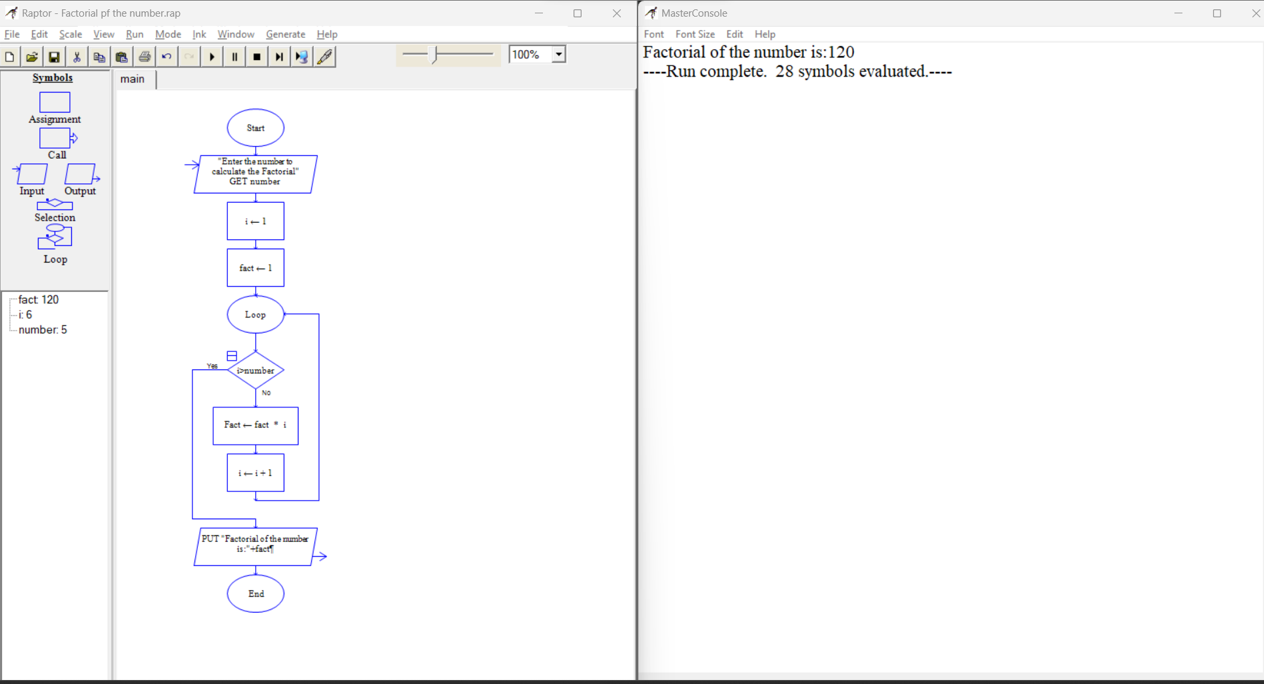 Raptor - Factorial pf the number.rap
File Edit Scale View Run Mode Ink Window Generate Help
100%
Symbols
Assignment
Call
Input Output
Selection
Loop
fact: 120
i: 6
number: 5
main
Start
"Enter the number to
calculate the Factorial"
GET number
i ← 1
fact ← 1
Loop
i>number
Yes
No
Fact ← fact * i
i ← i + 1
PUT "Factorial of the number
is:"+fact¶
End
MasterConsole
Font Font Size Edit Help
Factorial of the number is:120
----Run complete. 28 symbols evaluated.----